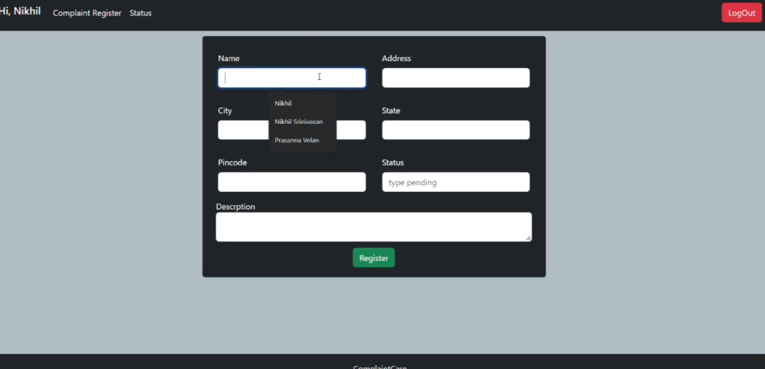 Hi, Nikhil Complaint Register Status LogOut
Name Address
Nikhil
Nikhil Srinivasan
Prasanna Velan
City State
Pincode Status
type pending
Descrption
Register
ComplaintCare